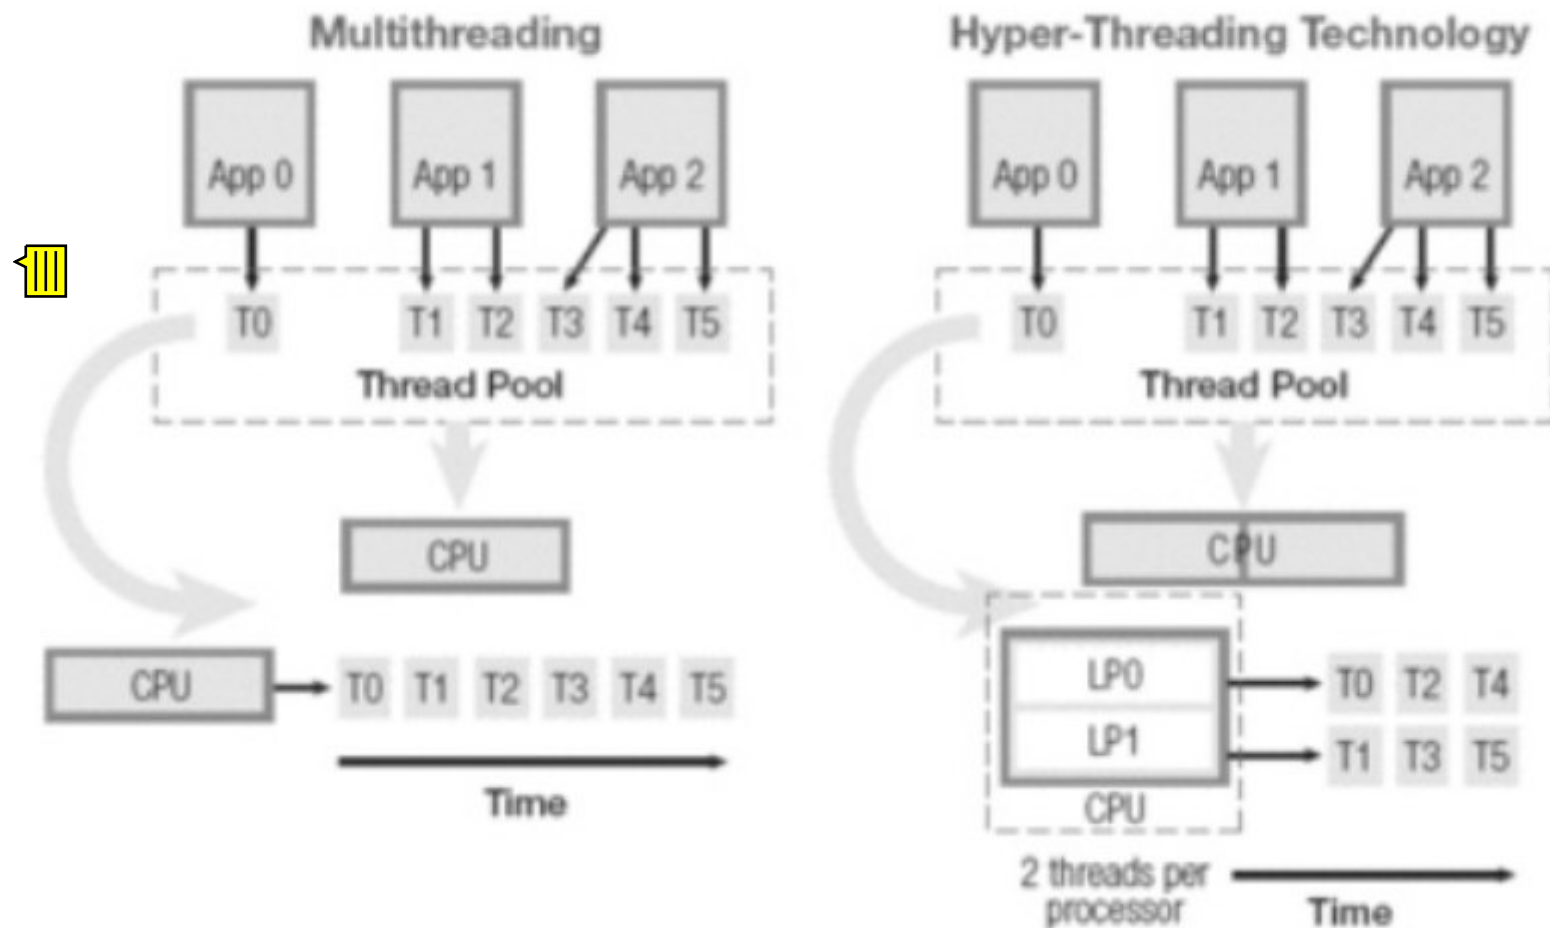 Multithreading
App 0
App 1
App 2
T0
T1
T2
T3
T4
T5
Thread Pool
CPU
CPU
T0
T1
T2
T3
T4
T5
Time
Hyper-Threading Technology
App 0
App 1
App 2
T0
T1
T2
T3
T4
T5
Thread Pool
CPU
LP0
LP1
CPU
T0
T2
T4
T1
T3
T5
2 threads per
processor
Time